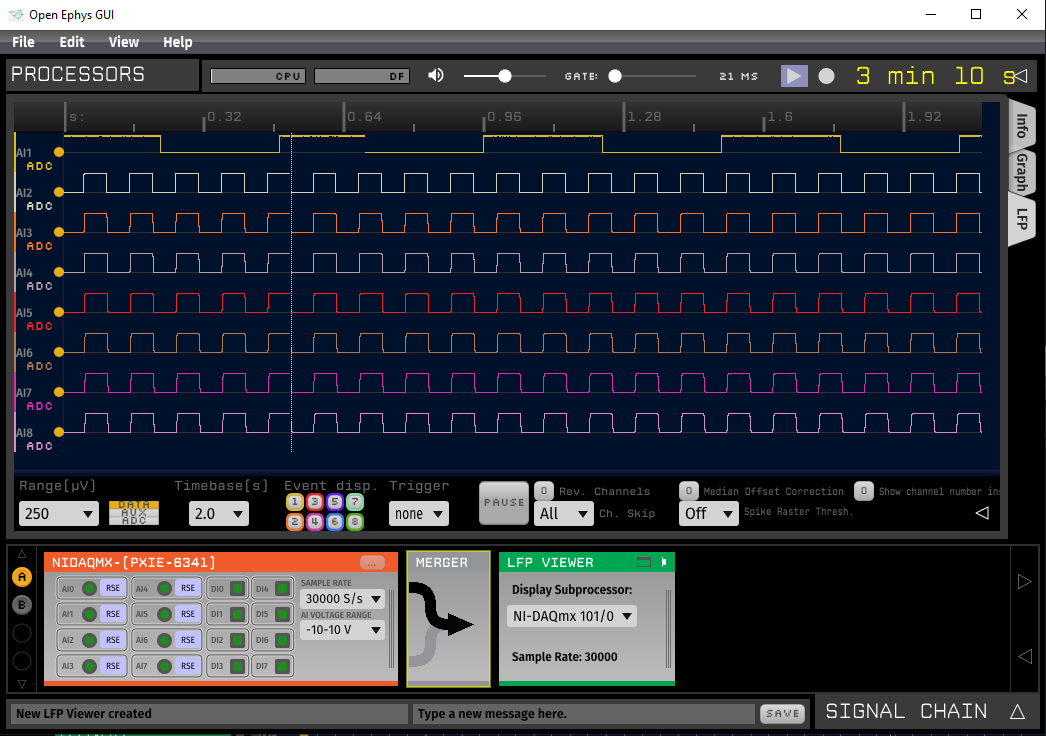 Open Ephys GUI
File Edit View Help
PROCESSORS
CPU DF GATE: 21 MS 3 min 10 s
s: 0.32 0.64 0.96 1.28 1.6 1.92
Info
Graph
LFP
AI1
ADC
AI2
ADC
AI3
ADC
AI4
ADC
AI5
ADC
AI6
ADC
AI7
ADC
AI8
ADC
Range[µV] Timebase[s] Event disp. Trigger
250 DATA AUX ADC 2.0 1 3 5 7 none PAUSE
2 4 6 8
0 Rev. Channels 0 Median Offset Correction 0 Show channel number
All Ch. Skip Off Spike Raster Thresh.
A
B
NIDAQMX-[PXIE-6341] ... MERGER LFP VIEWER
AI0 RSE AI4 RSE DI0 DI4 SAMPLE RATE
30000 S/s
AI1 RSE AI5 RSE DI1 DI5 AI VOLTAGE RANGE
-10-10 V
AI2 RSE AI6 RSE DI2 DI6
AI3 RSE AI7 RSE DI3 DI7
Display Subprocessor:
NI-DAQmx 101/0
Sample Rate: 30000
New LFP Viewer created Type a new message here. SAVE SIGNAL CHAIN